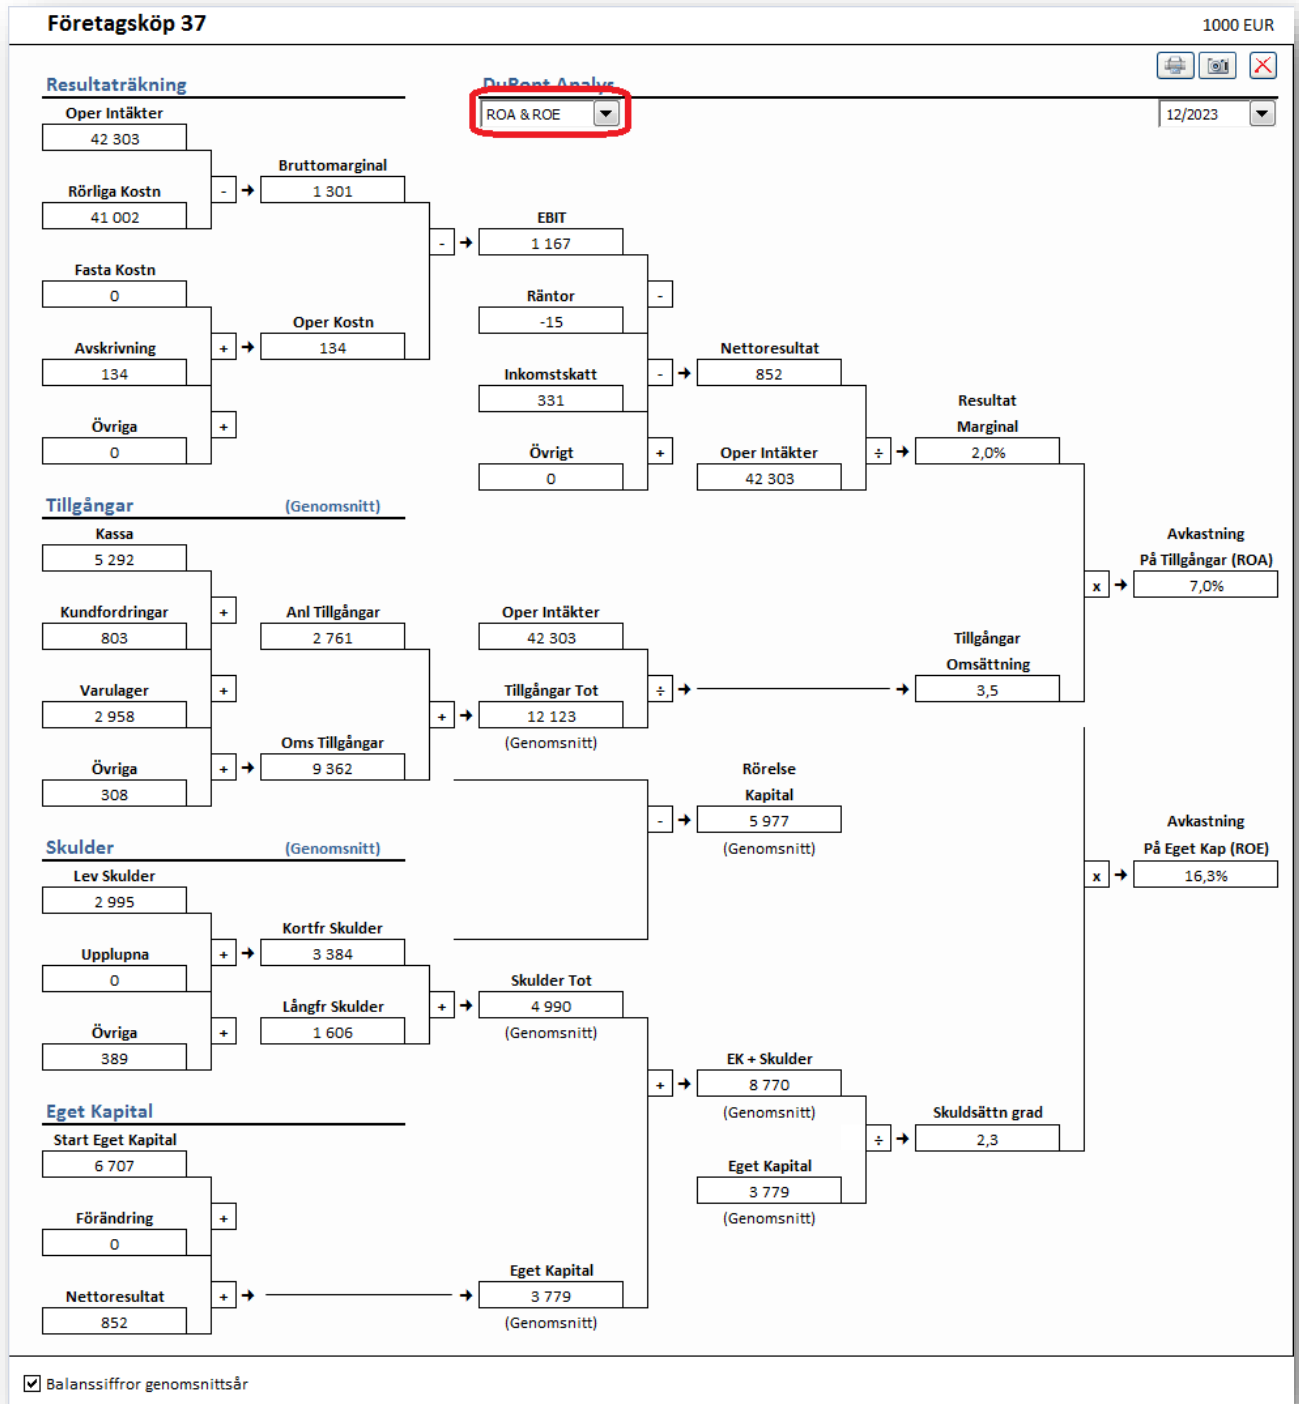 Företagsköp 37
1000 EUR
Resultaträkning
DuPont Analys
ROA & ROE
12/2023
Oper Intäkter
42 303
Bruttomarginal
Rörliga Kostn
-
1 301
41 002
EBIT
-
1 167
Fasta Kostn
0
Räntor
-
-15
Oper Kostn
Avskrivning
+
134
134
Nettoresultat
Inkomstskatt
-
852
331
Resultat
Marginal
Övriga
+
0
Övrigt
+
Oper Intäkter
÷
2,0%
0
42 303
Tillgångar
(Genomsnitt)
Kassa
5 292
Avkastning
På Tillgångar (ROA)
x
7,0%
Kundfordringar
+
Anl Tillgångar
Oper Intäkter
803
2 761
42 303
Tillgångar
Omsättning
Varulager
+
Tillgångar Tot
÷
3,5
2 958
+
12 123
(Genomsnitt)
Oms Tillgångar
Övriga
+
9 362
308
Rörelse
Kapital
-
5 977
(Genomsnitt)
Avkastning
På Eget Kap (ROE)
x
16,3%
Skulder
(Genomsnitt)
Lev Skulder
2 995
Kortfr Skulder
Upplupna
+
3 384
0
Skulder Tot
Långfr Skulder
+
4 990
(Genomsnitt)
Övriga
+
1 606
389
EK + Skulder
+
8 770
(Genomsnitt)
Skuldsättn grad
÷
2,3
Eget Kapital
3 779
(Genomsnitt)
Eget Kapital
Start Eget Kapital
6 707
Förändring
+
0
Eget Kapital
Nettoresultat
+
3 779
852
(Genomsnitt)
Balanssiffror genomsnittsår